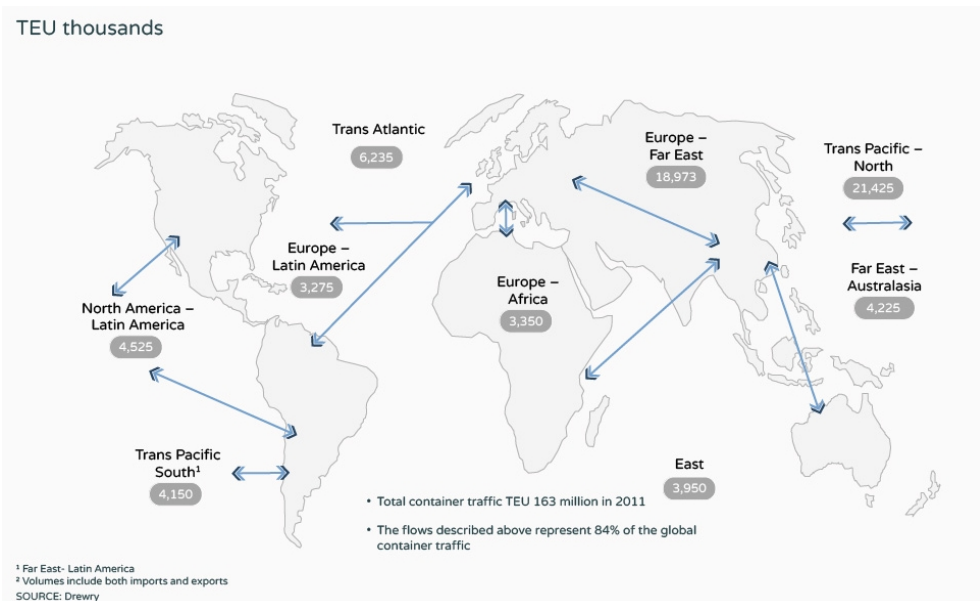 TEU thousands
Trans Atlantic
6,235
Europe –
Far East
18,973
Trans Pacific –
North
21,425
Europe –
Latin America
3,275
Far East –
Australasia
4,225
Europe –
Africa
3,350
North America –
Latin America
4,525
Trans Pacific
South¹
4,150
East
3,950
• Total container traffic TEU 163 million in 2011
• The flows described above represent 84% of the global
container traffic
¹ Far East- Latin America
² Volumes include both imports and exports
SOURCE: Drewry